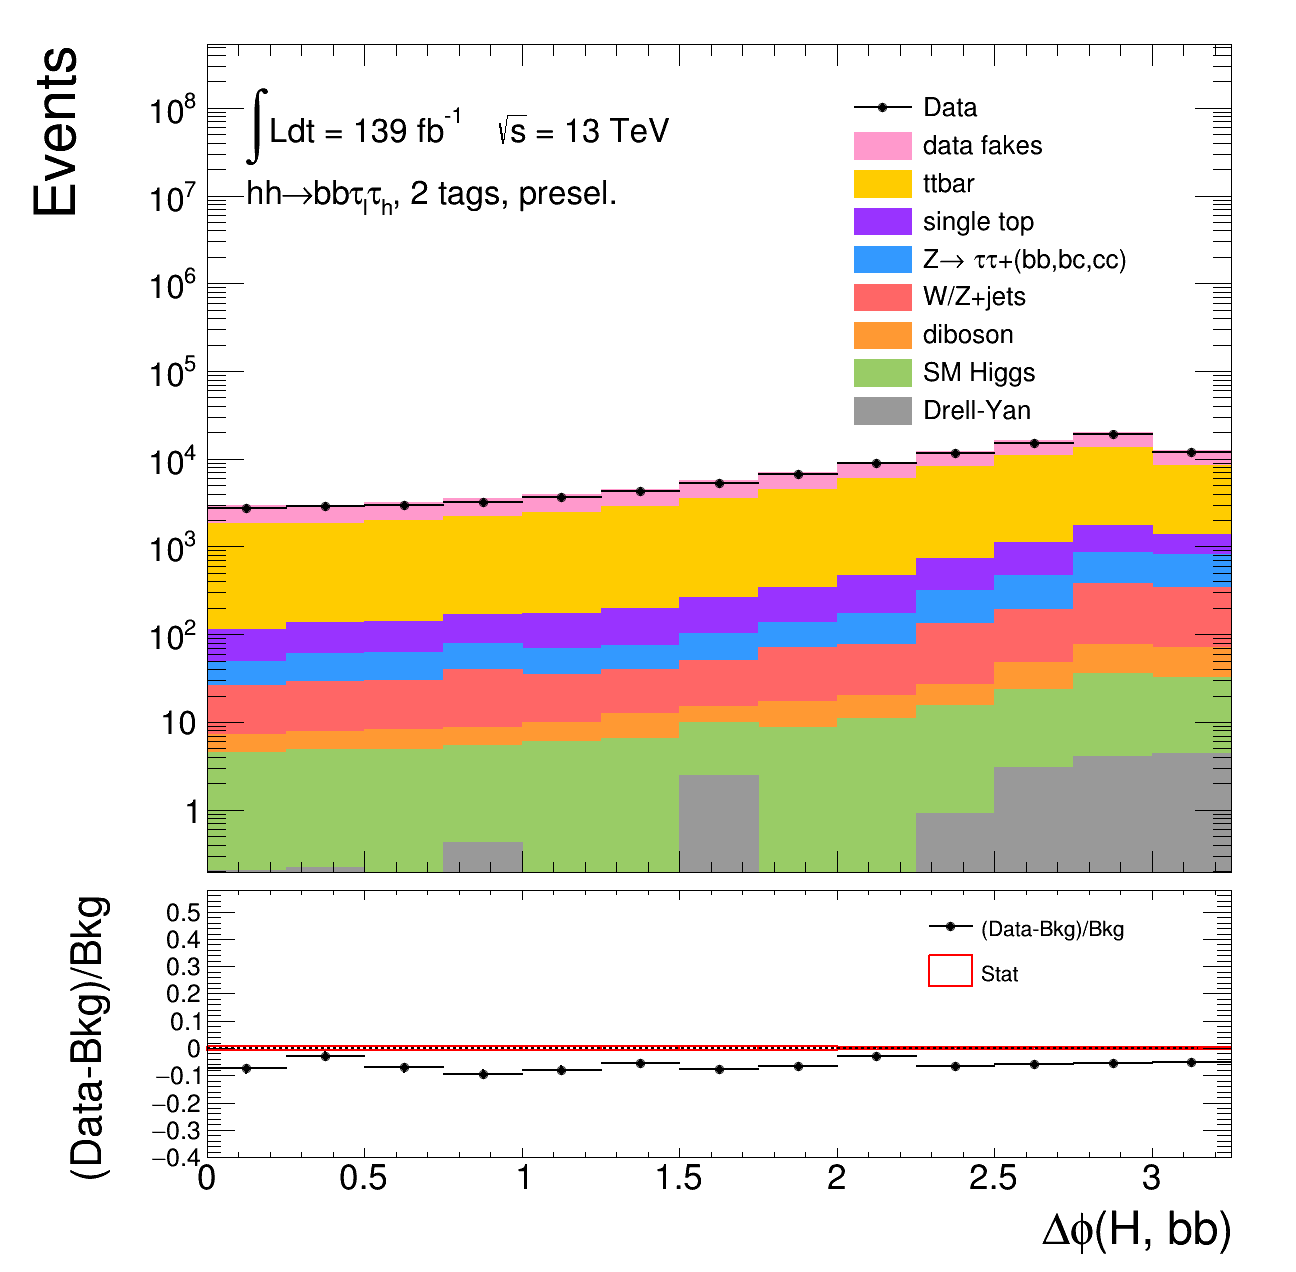 Events
10⁸
10⁷
10⁶
10⁵
10⁴
10³
10²
10
1
∫Ldt = 139 fb⁻¹ √s = 13 TeV
hh→bbτₗτₕ, 2 tags, presel.
Data
data fakes
ttbar
single top
Z→ ττ+(bb,bc,cc)
W/Z+jets
diboson
SM Higgs
Drell-Yan
(Data-Bkg)/Bkg
0.5
0.4
0.3
0.2
0.1
0
−0.1
−0.2
−0.3
−0.4
(Data-Bkg)/Bkg
Stat
0 0.5 1 1.5 2 2.5 3
Δϕ(H, bb)